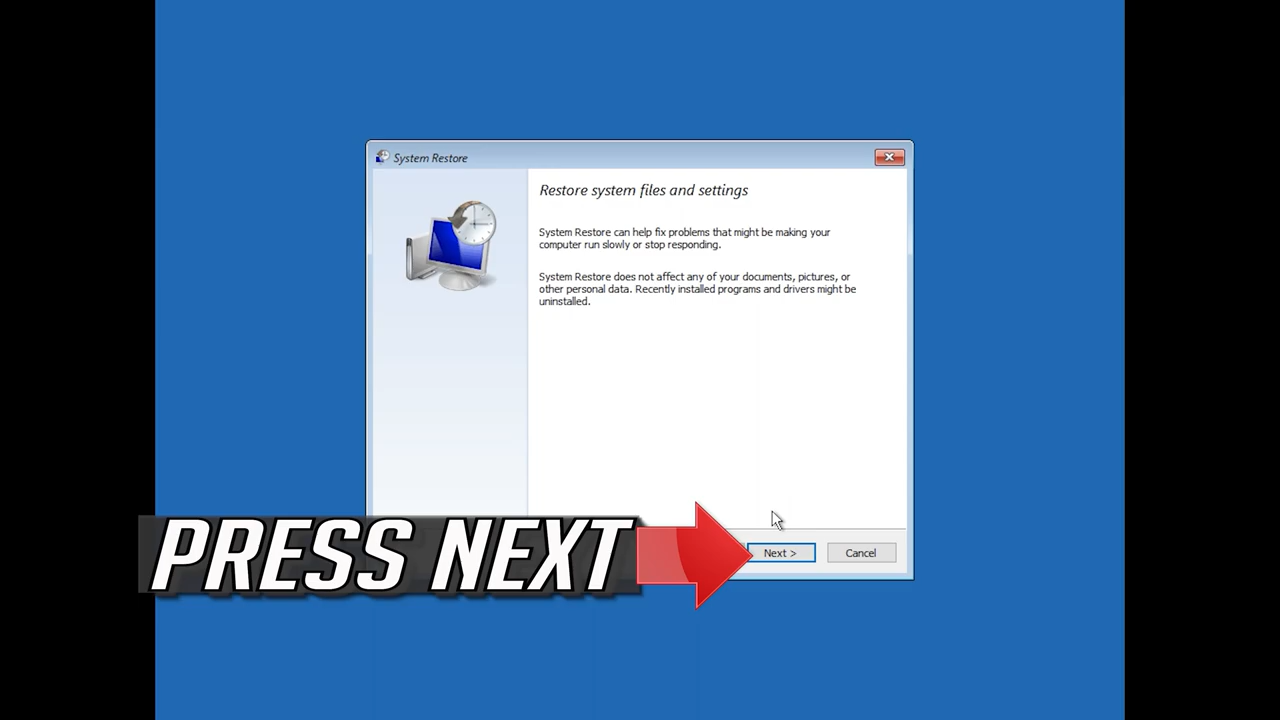 System Restore
Restore system files and settings
System Restore can help fix problems that might be making your
computer run slowly or stop responding.
System Restore does not affect any of your documents, pictures, or
other personal data. Recently installed programs and drivers might be
uninstalled.
PRESS NEXT
Next >
Cancel